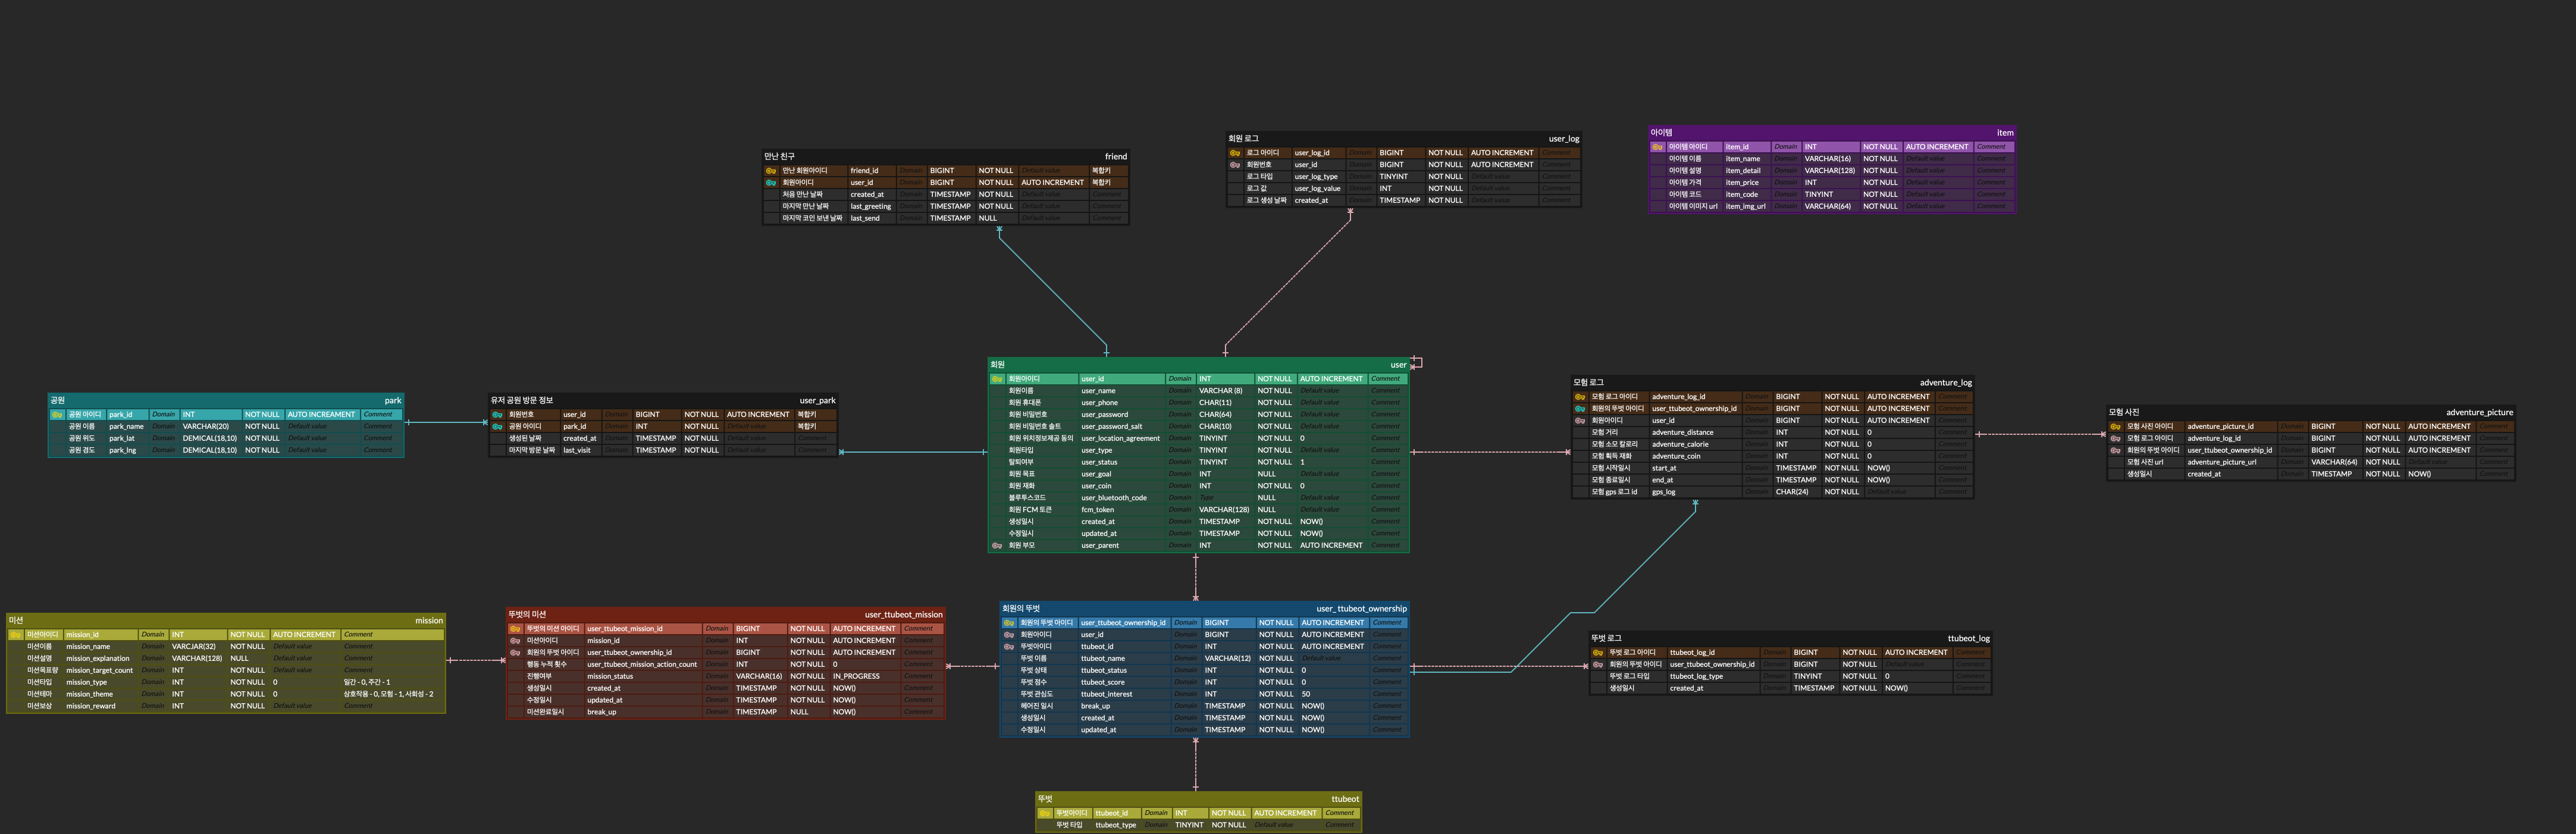 만난 친구 friend
만난 회원아이디 friend_id Domain BIGINT NOT NULL Default value 복합키
회원아이디 user_id Domain BIGINT NOT NULL AUTO INCREMENT 복합키
처음 만난 날짜 created_at Domain TIMESTAMP NOT NULL Default value Comment
마지막 만난 날짜 last_greeting Domain TIMESTAMP NOT NULL Default value Comment
마지막 코인 보낸 날짜 last_send Domain TIMESTAMP NULL Default value Comment
회원 로그 user_log
로그 아이디 user_log_id Domain BIGINT NOT NULL AUTO INCREMENT Comment
회원번호 user_id Domain BIGINT NOT NULL AUTO INCREMENT Comment
로그 타입 user_log_type Domain TINYINT NOT NULL Default value Comment
로그 값 user_log_value Domain INT NOT NULL Default value Comment
로그 생성 날짜 created_at Domain TIMESTAMP NOT NULL Default value Comment
아이템 item
아이템 아이디 item_id Domain INT NOT NULL AUTO INCREMENT Comment
아이템 이름 item_name Domain VARCHAR(16) NOT NULL Default value Comment
아이템 설명 item_detail Domain VARCHAR(128) NOT NULL Default value Comment
아이템 가격 item_price Domain INT NOT NULL Default value Comment
아이템 코드 item_code Domain TINYINT NOT NULL Default value Comment
아이템 이미지 url item_img_url Domain VARCHAR(64) NOT NULL Default value Comment
공원 park
공원 아이디 park_id Domain INT NOT NULL AUTO INCREAMENT Comment
공원 이름 park_name Domain VARCHAR(20) NOT NULL Default value Comment
공원 위도 park_lat Domain DEMICAL(18,10) NOT NULL Default value Comment
공원 경도 park_lng Domain DEMICAL(18,10) NOT NULL Default value Comment
유저 공원 방문 정보 user_park
회원번호 user_id Domain BIGINT NOT NULL AUTO INCREMENT 복합키
공원 아이디 park_id Domain INT NOT NULL Default value 복합키
생성된 날짜 created_at Domain TIMESTAMP NOT NULL Default value Comment
마지막 방문 날짜 last_visit Domain TIMESTAMP NOT NULL Default value Comment
회원 user
회원아이디 user_id Domain INT NOT NULL AUTO INCREMENT Comment
회원이름 user_name Domain VARCHAR (8) NOT NULL Default value Comment
회원 휴대폰 user_phone Domain CHAR(11) NOT NULL Default value Comment
회원 비밀번호 user_password Domain CHAR(64) NOT NULL Default value Comment
회원 비밀번호 솔트 user_password_salt Domain CHAR(10) NOT NULL Default value Comment
회원 위치정보제공 동의 user_location_agreement Domain TINYINT NOT NULL 0 Comment
회원타입 user_type Domain TINYINT NOT NULL Default value Comment
탈퇴여부 user_status Domain TINYINT NOT NULL 1 Comment
회원 목표 user_goal Domain INT NULL Default value Comment
회원 재화 user_coin Domain INT NOT NULL 0 Comment
블루투스코드 user_bluetooth_code Domain Type NULL Default value Comment
회원 FCM 토큰 fcm_token Domain VARCHAR(128) NULL Default value Comment
생성일시 created_at Domain TIMESTAMP NOT NULL NOW() Comment
수정일시 updated_at Domain TIMESTAMP NOT NULL NOW() Comment
회원 부모 user_parent Domain INT NOT NULL AUTO INCREMENT Comment
모험 로그 adventure_log
모험 로그 아이디 adventure_log_id Domain BIGINT NOT NULL AUTO INCREMENT Comment
회원의 뚜벗 아이디 user_ttubeot_ownership_id Domain BIGINT NOT NULL AUTO INCREMENT Comment
회원아이디 user_id Domain BIGINT NOT NULL AUTO INCREMENT Comment
모험 거리 adventure_distance Domain INT NOT NULL 0 Comment
모험 소모 칼로리 adventure_calorie Domain INT NOT NULL 0 Comment
모험 획득 재화 adventure_coin Domain INT NOT NULL 0 Comment
모험 시작일시 start_at Domain TIMESTAMP NOT NULL NOW() Comment
모험 종료일시 end_at Domain TIMESTAMP NOT NULL NOW() Comment
모험 gps 로그 id gps_log Domain CHAR(24) NOT NULL Default value Comment
모험 사진 adventure_picture
모험 사진 아이디 adventure_picture_id Domain BIGINT NOT NULL AUTO INCREMENT Comment
모험 로그 아이디 adventure_log_id Domain BIGINT NOT NULL AUTO INCREMENT Comment
회원의 뚜벗 아이디 user_ttubeot_ownership_id Domain BIGINT NOT NULL AUTO INCREMENT Comment
모험 사진 url adventure_picture_url Domain VARCHAR(64) NOT NULL Default value Comment
생성일시 created_at Domain TIMESTAMP NOT NULL NOW() Comment
미션 mission
미션아이디 mission_id Domain INT NOT NULL AUTO INCREMENT Comment
미션이름 mission_name Domain VARCJAR(32) NOT NULL Default value Comment
미션설명 mission_explanation Domain VARCHAR(128) NULL Default value Comment
미션목표량 mission_target_count Domain INT NOT NULL Default value Comment
미션타입 mission_type Domain INT NOT NULL 0 일간 - 0, 주간 - 1
미션테마 mission_theme Domain INT NOT NULL 0 상호작용 - 0, 모험 - 1, 사회성 - 2
미션보상 mission_reward Domain INT NOT NULL Default value Comment
뚜벗의 미션 user_ttubeot_mission
뚜벗의 미션 아이디 user_ttubeot_mission_id Domain BIGINT NOT NULL AUTO INCREMENT Comment
미션아이디 mission_id Domain INT NOT NULL AUTO INCREMENT Comment
회원의 뚜벗 아이디 user_ttubeot_ownership_id Domain BIGINT NOT NULL AUTO INCREMENT Comment
행동 누적 횟수 user_ttubeot_mission_action_count Domain INT NOT NULL 0 Comment
진행여부 mission_status Domain VARCHAR(16) NOT NULL IN_PROGRESS Comment
생성일시 created_at Domain TIMESTAMP NOT NULL NOW() Comment
수정일시 updated_at Domain TIMESTAMP NOT NULL NOW() Comment
미션완료일시 break_up Domain TIMESTAMP NULL NOW() Comment
회원의 뚜벗 user_ttubeot_ownership
회원의 뚜벗 아이디 user_ttubeot_ownership_id Domain BIGINT NOT NULL AUTO INCREMENT Comment
회원아이디 user_id Domain BIGINT NOT NULL AUTO INCREMENT Comment
뚜벗아이디 ttubeot_id Domain INT NOT NULL AUTO INCREMENT Comment
뚜벗 이름 ttubeot_name Domain VARCHAR(12) NOT NULL Default value Comment
뚜벗 상태 ttubeot_status Domain INT NOT NULL 0 Comment
뚜벗 점수 ttubeot_score Domain INT NOT NULL 0 Comment
뚜벗 관심도 ttubeot_interest Domain INT NOT NULL 50 Comment
헤어진 일시 break_up Domain TIMESTAMP NOT NULL NOW() Comment
생성일시 created_at Domain TIMESTAMP NOT NULL NOW() Comment
수정일시 updated_at Domain TIMESTAMP NOT NULL NOW() Comment
뚜벗 로그 ttubeot_log
뚜벗 로그 아이디 ttubeot_log_id Domain BIGINT NOT NULL AUTO INCREMENT Comment
회원의 뚜벗 아이디 user_ttubeot_ownership_id Domain BIGINT NOT NULL Default value Comment
뚜벗 로그 타입 ttubeot_log_type Domain TINYINT NOT NULL 0 Comment
생성일시 created_at Domain TIMESTAMP NOT NULL NOW() Comment
뚜벗 ttubeot
뚜벗아이디 ttubeot_id Domain INT NOT NULL AUTO INCREMENT Comment
뚜벗 타입 ttubeot_type Domain TINYINT NOT NULL Default value Comment